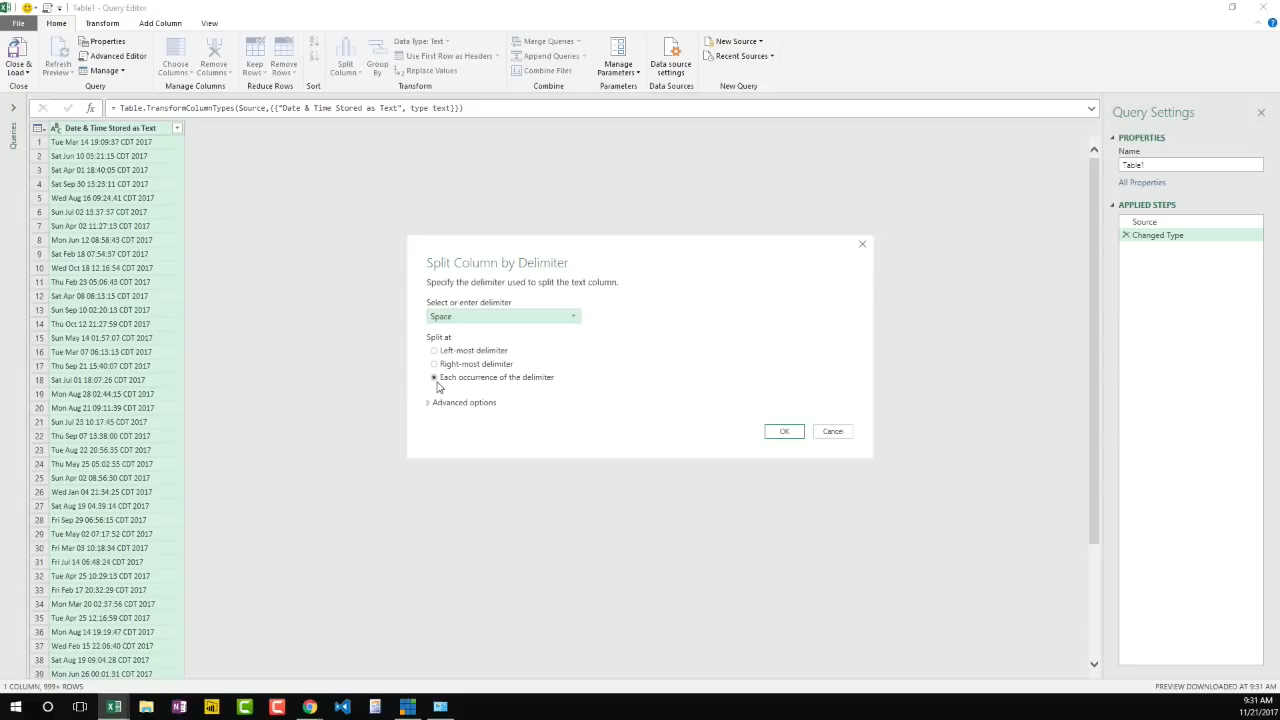 Table1 - Query Editor
File Home Transform Add Column View
Close & Load
Close
Refresh Preview
Properties
Advanced Editor
Manage
Query
Choose Columns
Remove Columns
Manage Columns
Keep Rows
Remove Rows
Reduce Rows
Sort
Split Column
Group By
Data Type: Text
Use First Row as Headers
Replace Values
Transform
Merge Queries
Append Queries
Combine Files
Combine
Manage Parameters
Parameters
Data source settings
Data Sources
New Source
Recent Sources
New Query
= Table.TransformColumnTypes(Source,{{"Date & Time Stored as Text", type text}})
Queries
Date & Time Stored as Text
1 Tue Mar 14 19:09:37 CDT 2017
2 Sat Jun 10 03:21:15 CDT 2017
3 Sat Apr 01 18:40:05 CDT 2017
4 Sat Sep 30 13:23:11 CDT 2017
5 Wed Aug 16 09:24:41 CDT 2017
6 Sun Jul 02 13:37:37 CDT 2017
7 Sun Apr 02 11:27:13 CDT 2017
8 Mon Jun 12 08:58:43 CDT 2017
9 Sat Feb 18 07:54:37 CDT 2017
10 Wed Oct 18 12:16:54 CDT 2017
11 Thu Feb 23 05:06:43 CDT 2017
12 Sat Apr 08 08:13:15 CDT 2017
13 Sun Sep 10 02:20:13 CDT 2017
14 Thu Oct 12 21:27:59 CDT 2017
15 Sun May 14 01:57:07 CDT 2017
16 Tue Mar 07 06:13:13 CDT 2017
17 Thu Sep 21 15:40:07 CDT 2017
18 Sat Jul 01 18:07:26 CDT 2017
19 Mon Aug 28 02:44:15 CDT 2017
20 Mon Aug 21 09:11:39 CDT 2017
21 Sun Jul 23 10:17:45 CDT 2017
22 Thu Sep 07 13:38:00 CDT 2017
23 Tue Aug 22 20:56:35 CDT 2017
24 Thu May 25 05:02:55 CDT 2017
25 Sun Apr 02 08:56:30 CDT 2017
26 Wed Jan 04 21:34:25 CDT 2017
27 Sat Aug 19 04:39:14 CDT 2017
28 Fri Sep 29 06:56:15 CDT 2017
29 Tue May 02 07:17:52 CDT 2017
30 Fri Mar 03 10:18:34 CDT 2017
31 Fri Jul 14 06:48:24 CDT 2017
32 Tue Apr 25 10:29:13 CDT 2017
33 Fri Feb 17 20:32:29 CDT 2017
34 Mon Mar 20 02:37:56 CDT 2017
35 Tue Apr 25 12:16:59 CDT 2017
36 Mon Aug 14 19:19:47 CDT 2017
37 Wed Feb 15 22:06:40 CDT 2017
38 Sat Aug 19 09:04:28 CDT 2017
39 Mon Jun 26 00:01:31 CDT 2017
Split Column by Delimiter
Specify the delimiter used to split the text column.
Select or enter delimiter
Space
Split at
Left-most delimiter
Right-most delimiter
Each occurrence of the delimiter
Advanced options
OK Cancel
Query Settings
PROPERTIES
Name
Table1
All Properties
APPLIED STEPS
Source
Changed Type
1 COLUMN, 999+ ROWS
PREVIEW DOWNLOADED AT 9:31 AM
9:31 AM
11/21/2017